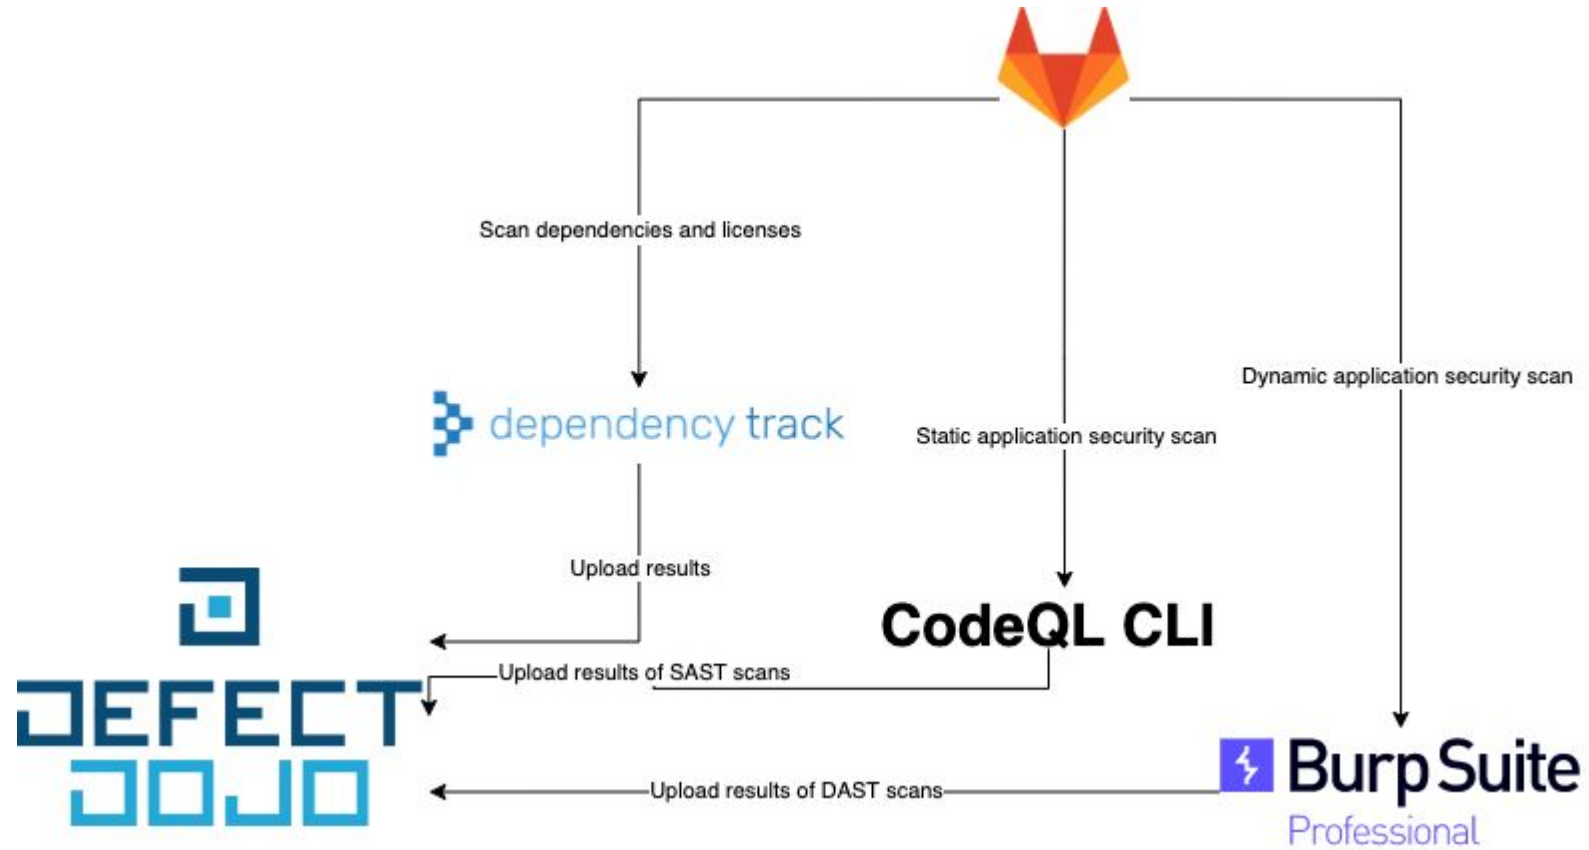 Scan dependencies and licenses
Dynamic application security scan
dependency track
Static application security scan
Upload results
CodeQL CLI
Upload results of SAST scans
DEFECT
DOJO
Burp Suite
Professional
Upload results of DAST scans